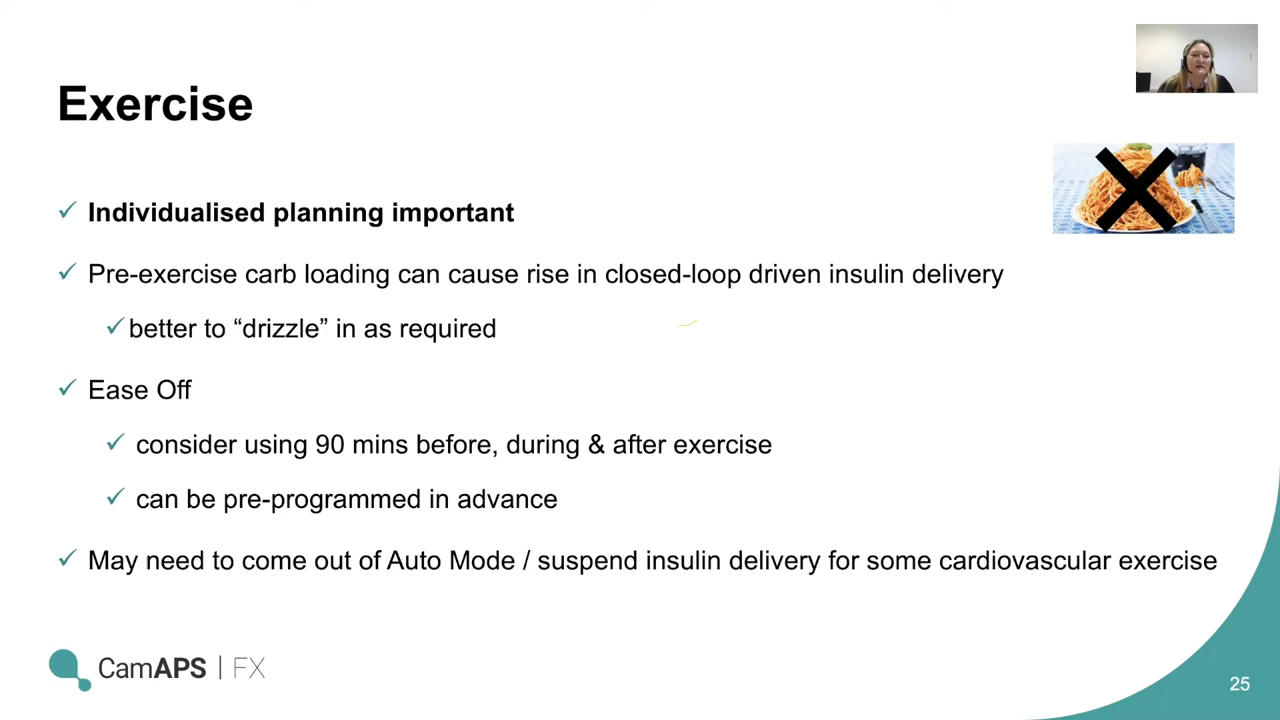 Exercise
Individualised planning important
Pre-exercise carb loading can cause rise in closed-loop driven insulin delivery
better to “drizzle” in as required
Ease Off
consider using 90 mins before, during & after exercise
can be pre-programmed in advance
May need to come out of Auto Mode / suspend insulin delivery for some cardiovascular exercise
CamAPS | FX
25